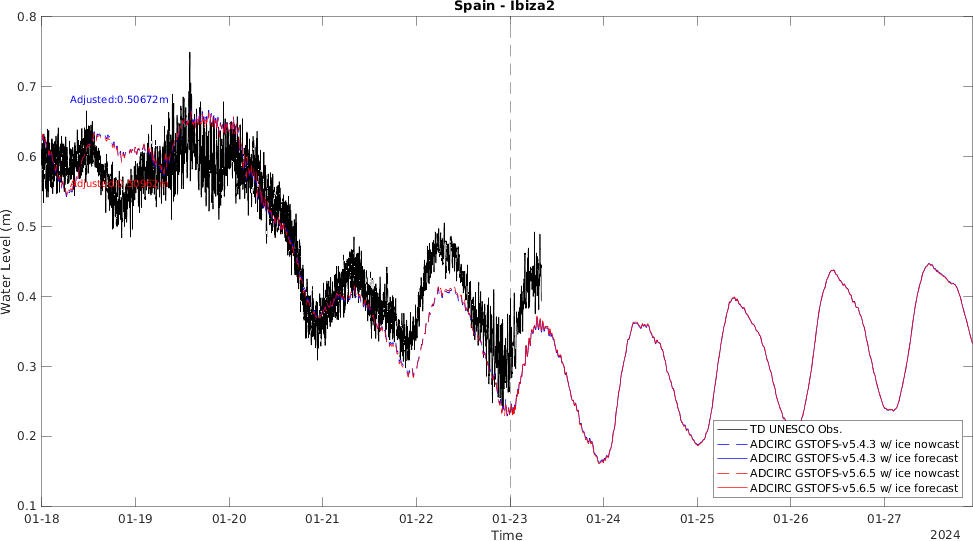 Spain - Ibiza2
0.8
0.7
0.6
0.5
0.4
0.3
0.2
0.1
Water Level (m)
Adjusted:0.50672m
TD UNESCO Obs.
ADCIRC GSTOFS-v5.4.3 w/ ice nowcast
ADCIRC GSTOFS-v5.4.3 w/ ice forecast
ADCIRC GSTOFS-v5.6.5 w/ ice nowcast
ADCIRC GSTOFS-v5.6.5 w/ ice forecast
01-18 01-19 01-20 01-21 01-22 01-23 01-24 01-25 01-26 01-27
Time
2024